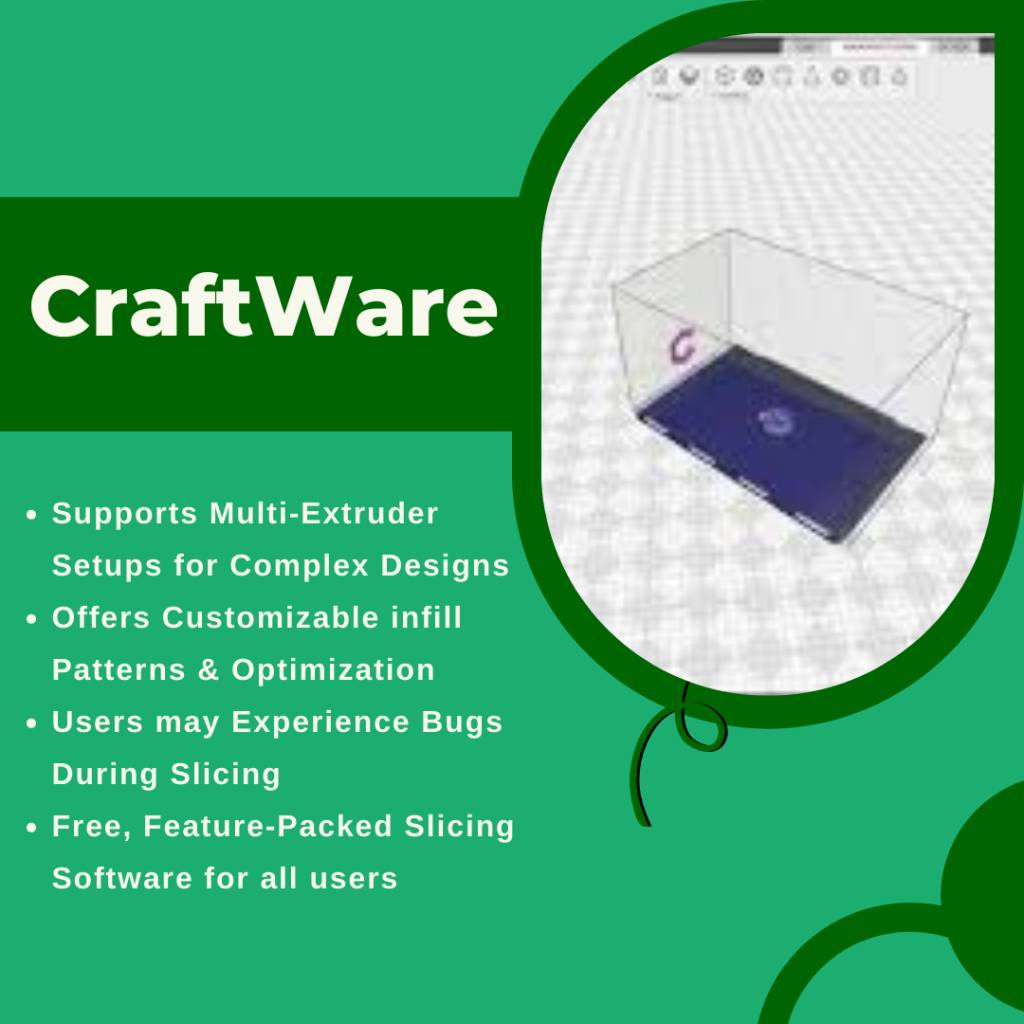 CraftWare
Supports Multi-Extruder
Setups for Complex Designs
Offers Customizable infill
Patterns & Optimization
Users may Experience Bugs
During Slicing
Free, Feature-Packed Slicing
Software for all users